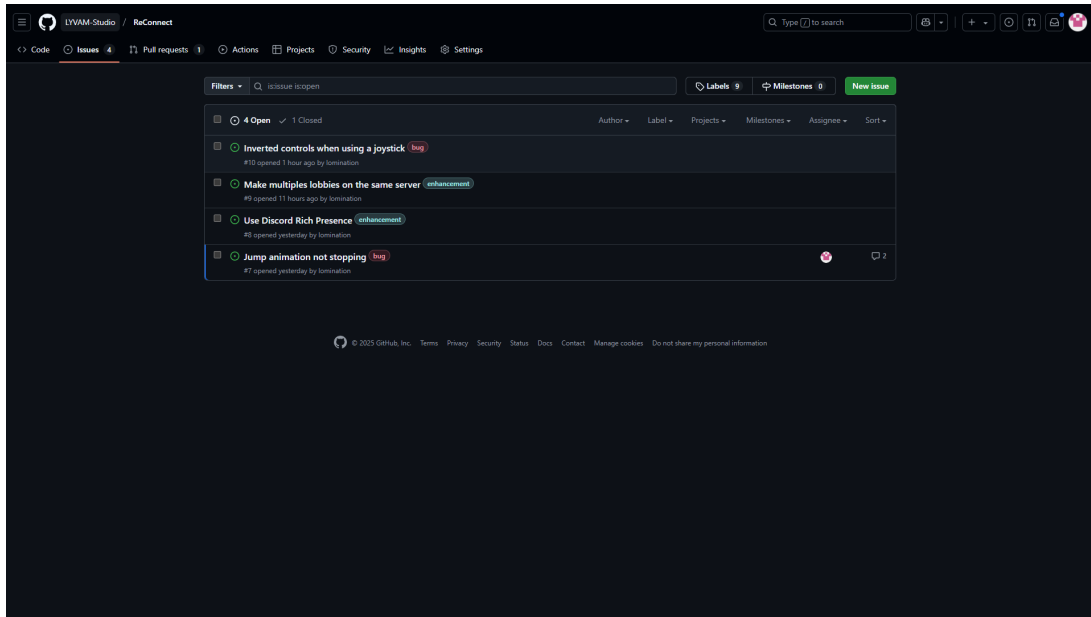 LYVAM-Studio / ReConnect
Type / to search
Code Issues 4 Pull requests 1 Actions Projects Security Insights Settings
Filters is:issue is:open Labels 9 Milestones 0 New issue
4 Open 1 Closed Author Label Projects Milestones Assignee Sort
Inverted controls when using a joystick bug
#10 opened 1 hour ago by lomination
Make multiples lobbies on the same server enhancement
#9 opened 11 hours ago by lomination
Use Discord Rich Presence enhancement
#8 opened yesterday by lomination
Jump animation not stopping bug 2
#7 opened yesterday by lomination
© 2025 GitHub, Inc. Terms Privacy Security Status Docs Contact Manage cookies Do not share my personal information